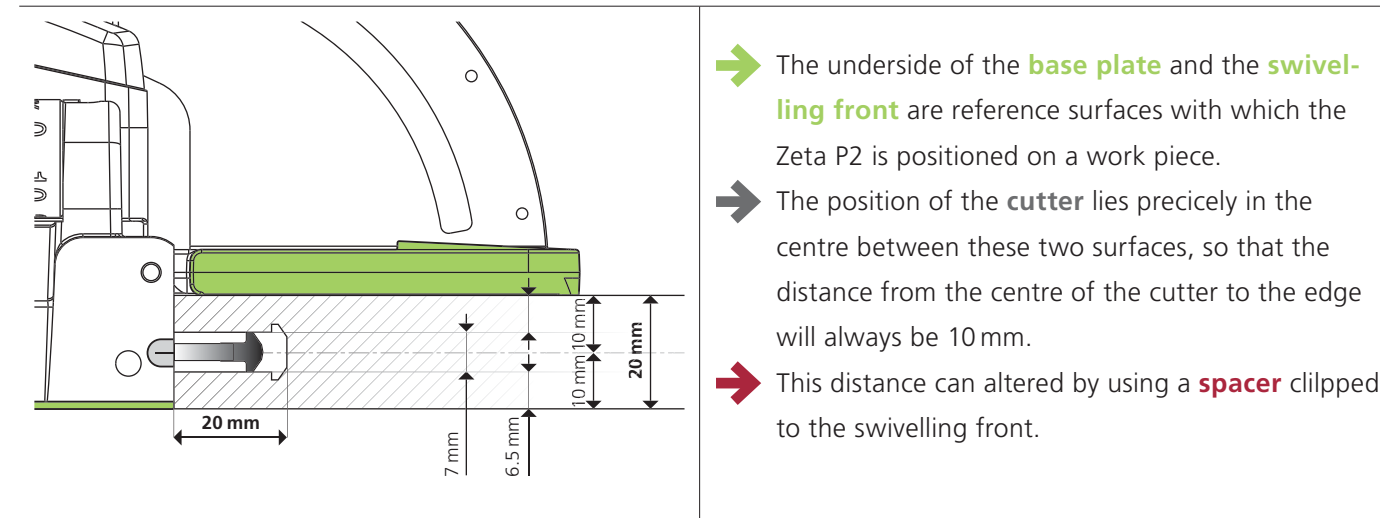 10 mm
10 mm
20 mm
20 mm
7 mm
6.5 mm
The underside of the base plate and the swivel-
ling front are reference surfaces with which the
Zeta P2 is positioned on a work piece.
The position of the cutter lies precicely in the
centre between these two surfaces, so that the
distance from the centre of the cutter to the edge
will always be 10 mm.
This distance can altered by using a spacer clilpped
to the swivelling front.